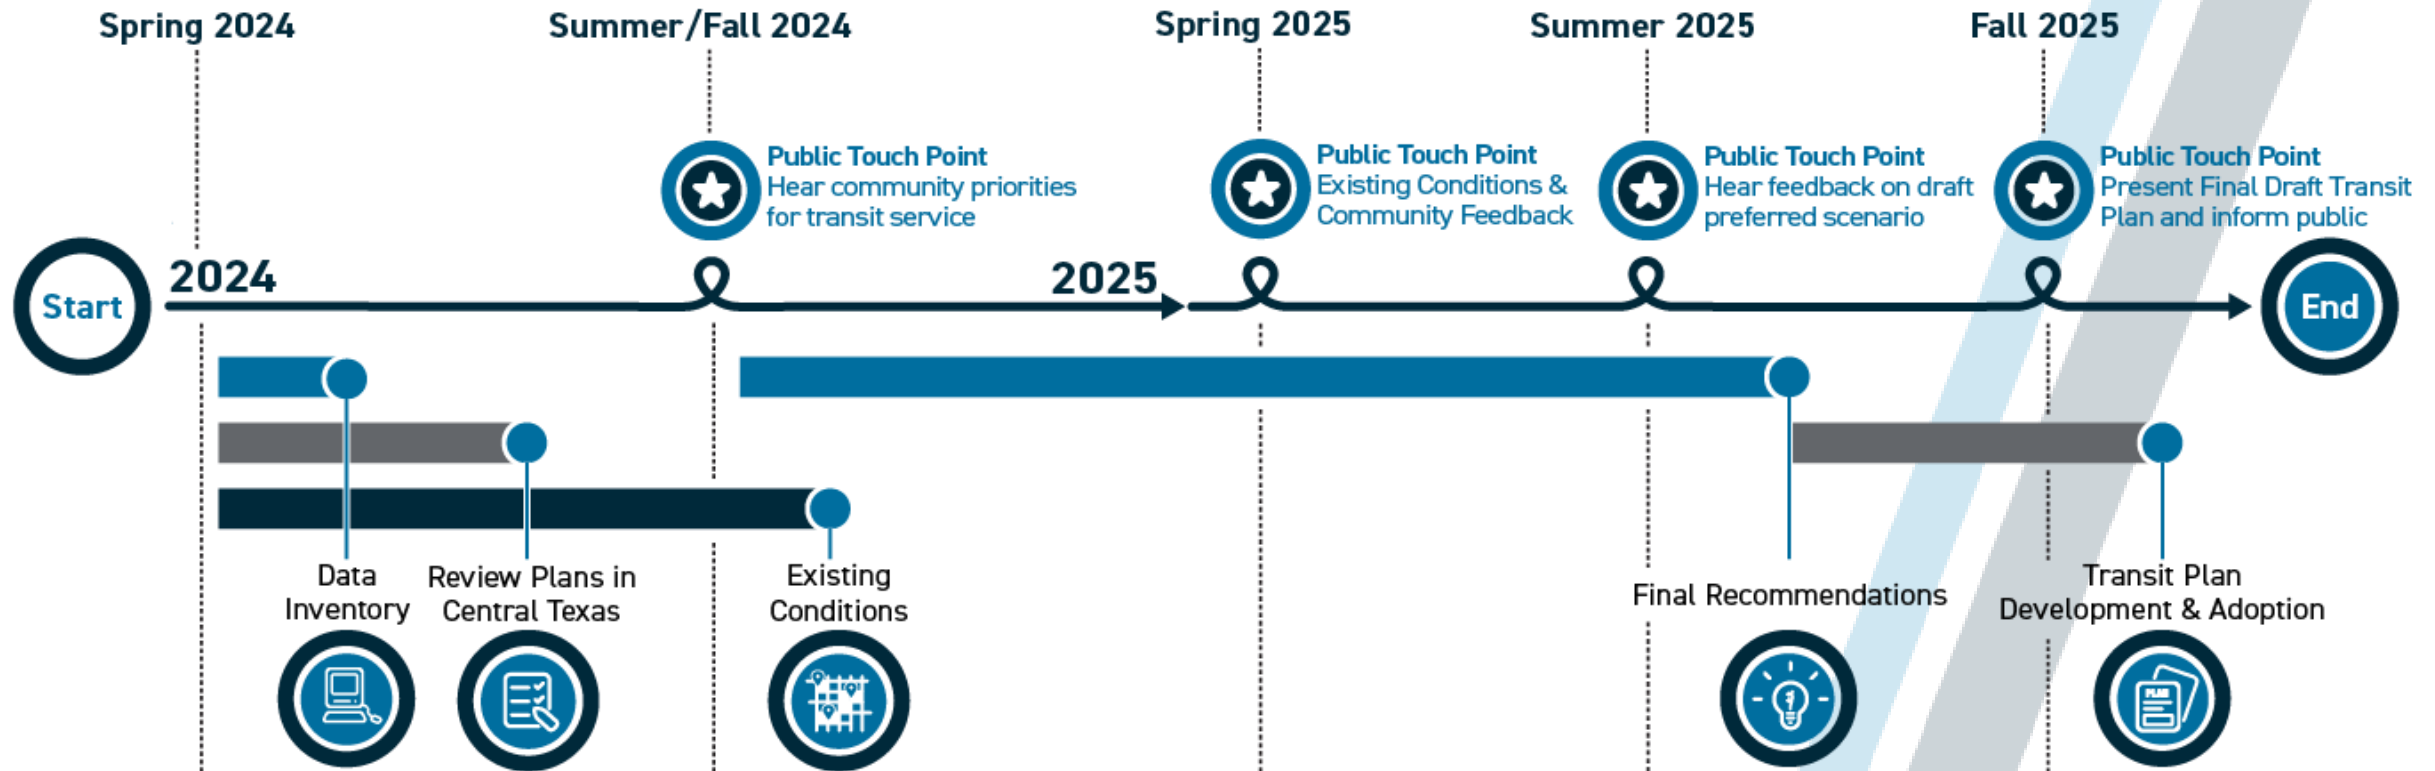 Spring 2024
Summer/Fall 2024
Spring 2025
Summer 2025
Fall 2025
Public Touch Point
Hear community priorities
for transit service
Public Touch Point
Existing Conditions &
Community Feedback
Public Touch Point
Hear feedback on draft
preferred scenario
Public Touch Point
Present Final Draft Transit
Plan and inform public
Start
2024
2025
End
Data
Inventory
Review Plans in
Central Texas
Existing
Conditions
Final Recommendations
Transit Plan
Development & Adoption
PLAN